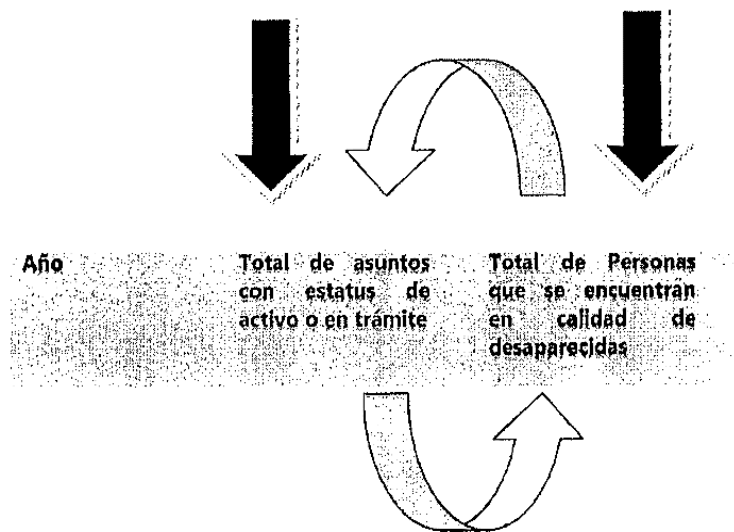 Año
Total de asuntos
con estatus de
activo o en trámite
Total de Personas
que se encuentran
en calidad de
desaparecidas